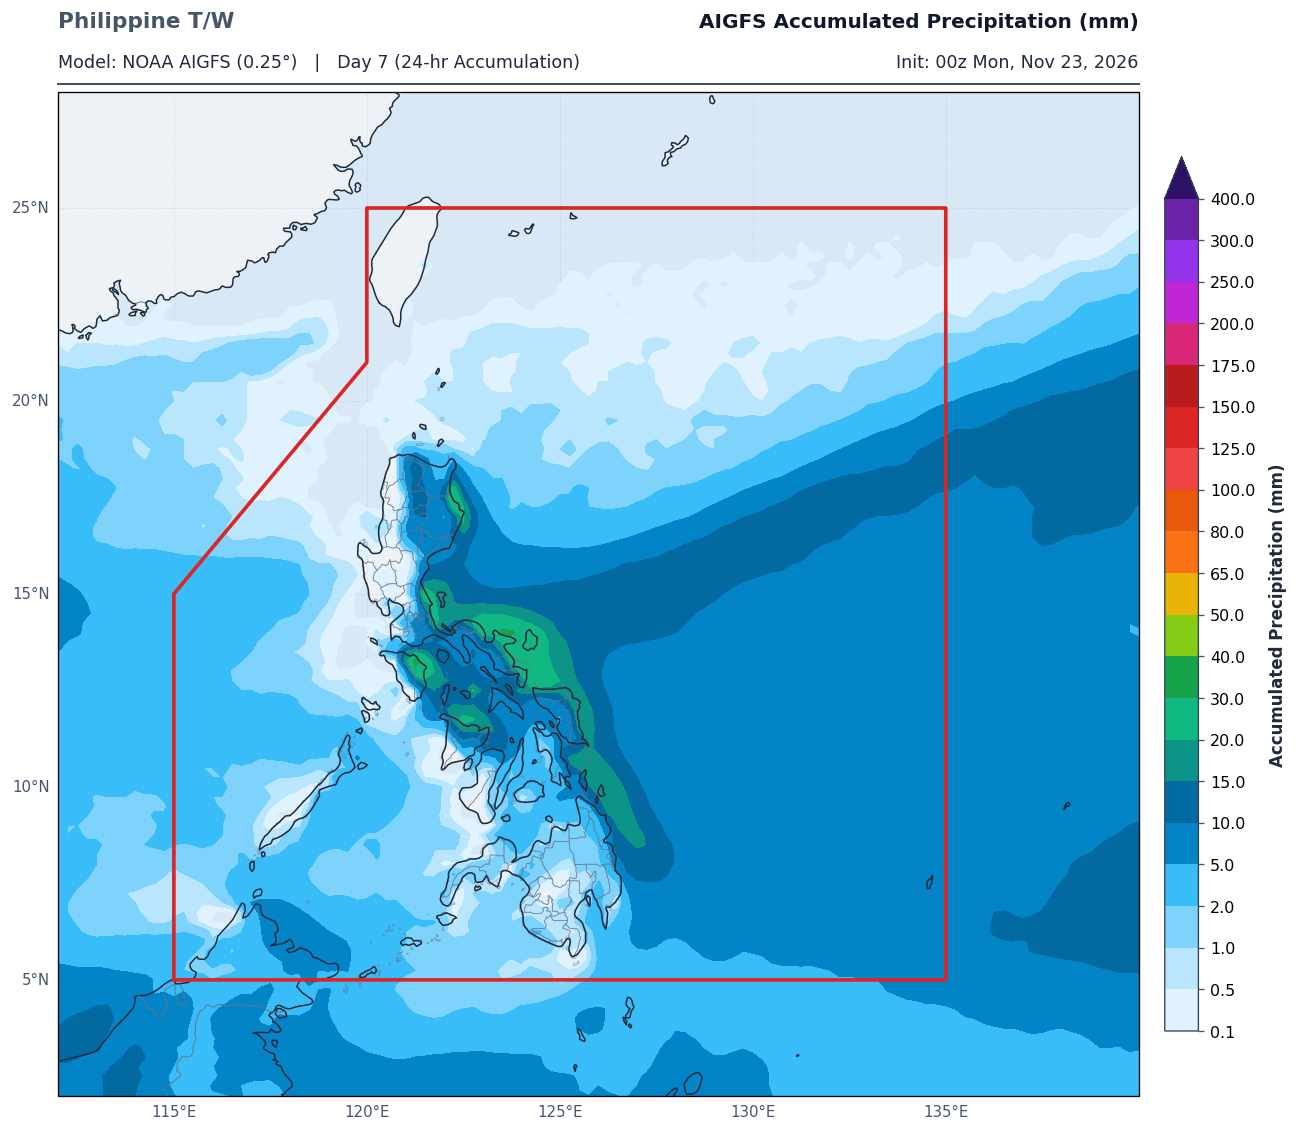 Philippine T/W
AIGFS Accumulated Precipitation (mm)
Model: NOAA AIGFS (0.25°)   |   Day 7 (24-hr Accumulation)
Init: 00z Mon, Nov 23, 2026
25°N
20°N
15°N
10°N
5°N
115°E
120°E
125°E
130°E
135°E
400.0
300.0
250.0
200.0
175.0
150.0
125.0
100.0
80.0
65.0
50.0
40.0
30.0
20.0
15.0
10.0
5.0
2.0
1.0
0.5
0.1
Accumulated Precipitation (mm)